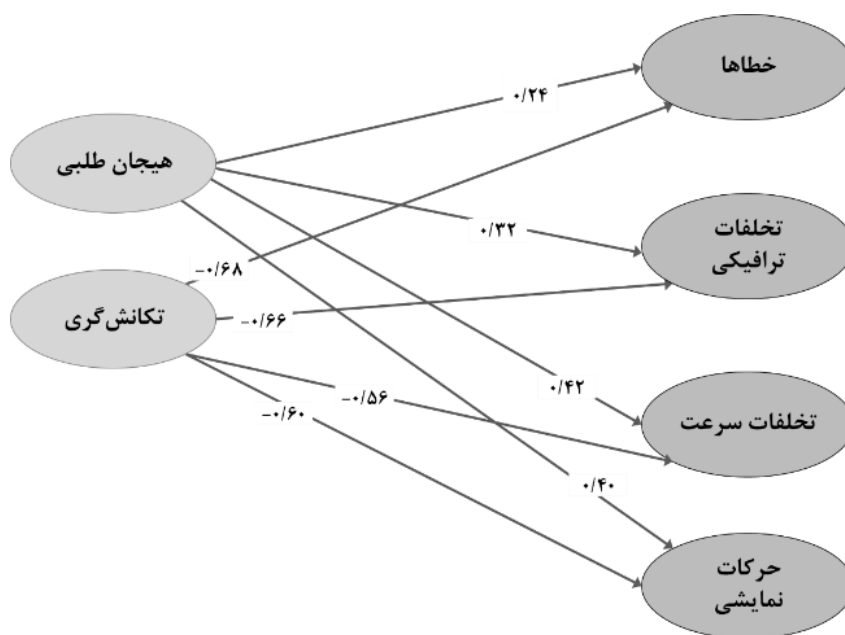 خطاها
۰/۲۴
هیجان طلبی
تخلفات
ترافیکی
۰/۳۲
−۰/۶۸
تکانش‌گری
−۰/۶۶
۰/۴۲
−۰/۵۶
−۰/۶۰
تخلفات سرعت
۰/۴۰
حرکات
نمایشی